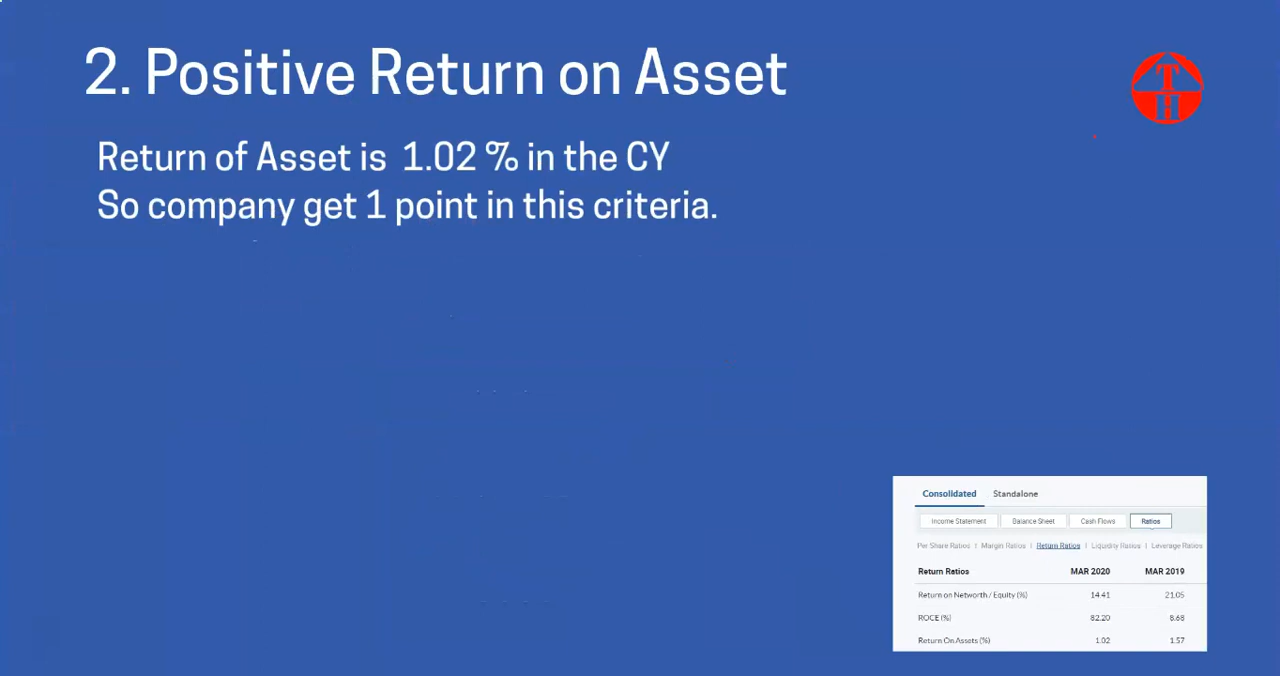 2. Positive Return on Asset
TH
Return of Asset is 1.02 % in the CY
So company get 1 point in this criteria.
Consolidated Standalone
Income Statement Balance Sheet Cash Flows Ratios
Per Share Ratios | Margin Ratios | Return Ratios | Liquidity Ratios | Leverage Ratios
Return Ratios MAR 2020 MAR 2019
Return on Networth / Equity (%) 14.41 21.05
ROCE (%) 82.20 8.68
Return On Assets (%) 1.02 1.57